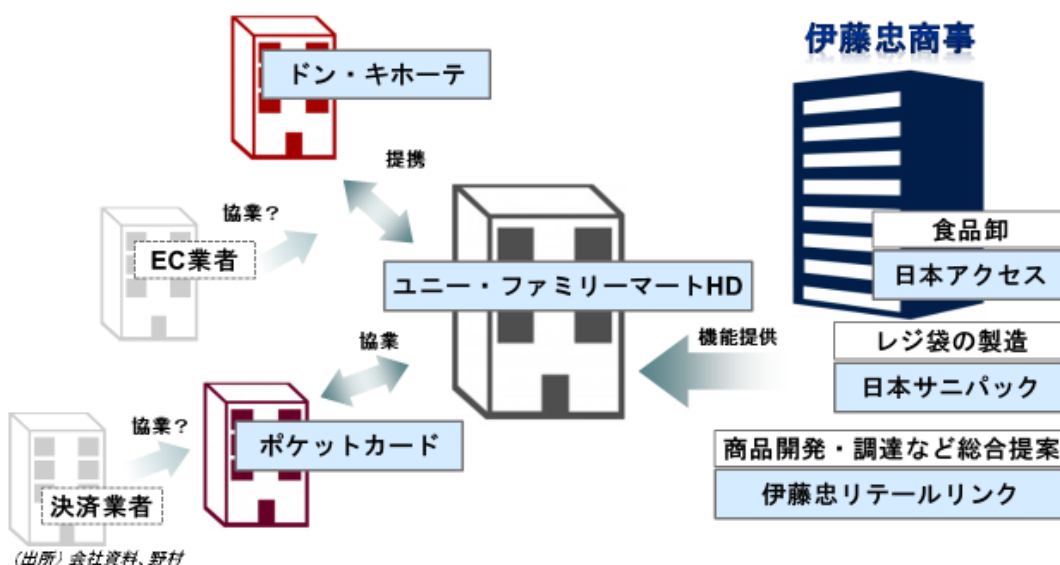 伊藤忠商事
ドン・キホーテ
提携
協業？
EC業者
ユニー・ファミリーマートHD
食品卸
日本アクセス
機能提供
レジ袋の製造
日本サニパック
協業
協業？
ポケットカード
決済業者
商品開発・調達など総合提案
伊藤忠リテールリンク
（出所）会社資料、野村